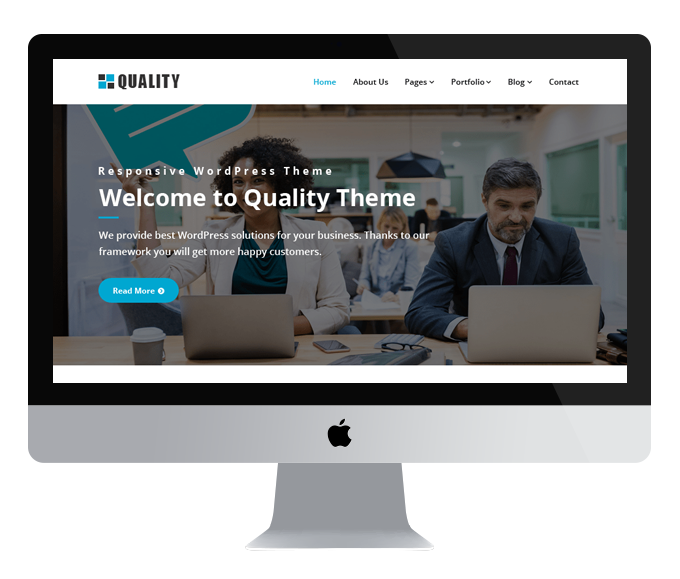 QUALITY
Home About Us Pages Portfolio Blog Contact
Responsive WordPress Theme
Welcome to Quality Theme
We provide best WordPress solutions for your business. Thanks to our
framework you will get more happy customers.
Read More